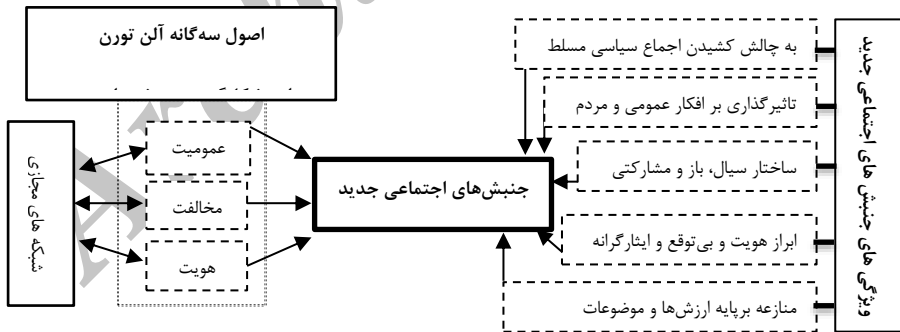 ویژگی های جنبش های اجتماعی جدید
به چالش کشیدن اجماع سیاسی مسلط
تاثیرگذاری بر افکار عمومی و مردم
ساختار سیال، باز و مشارکتی
ابراز هویت و بی‌توقع و ایثارگرانه
منازعه برپایه ارزش‌ها و موضوعات
جنبش‌های اجتماعی جدید
اصول سه‌گانه آلن تورن
عمومیت
مخالفت
هویت
شبکه های مجازی